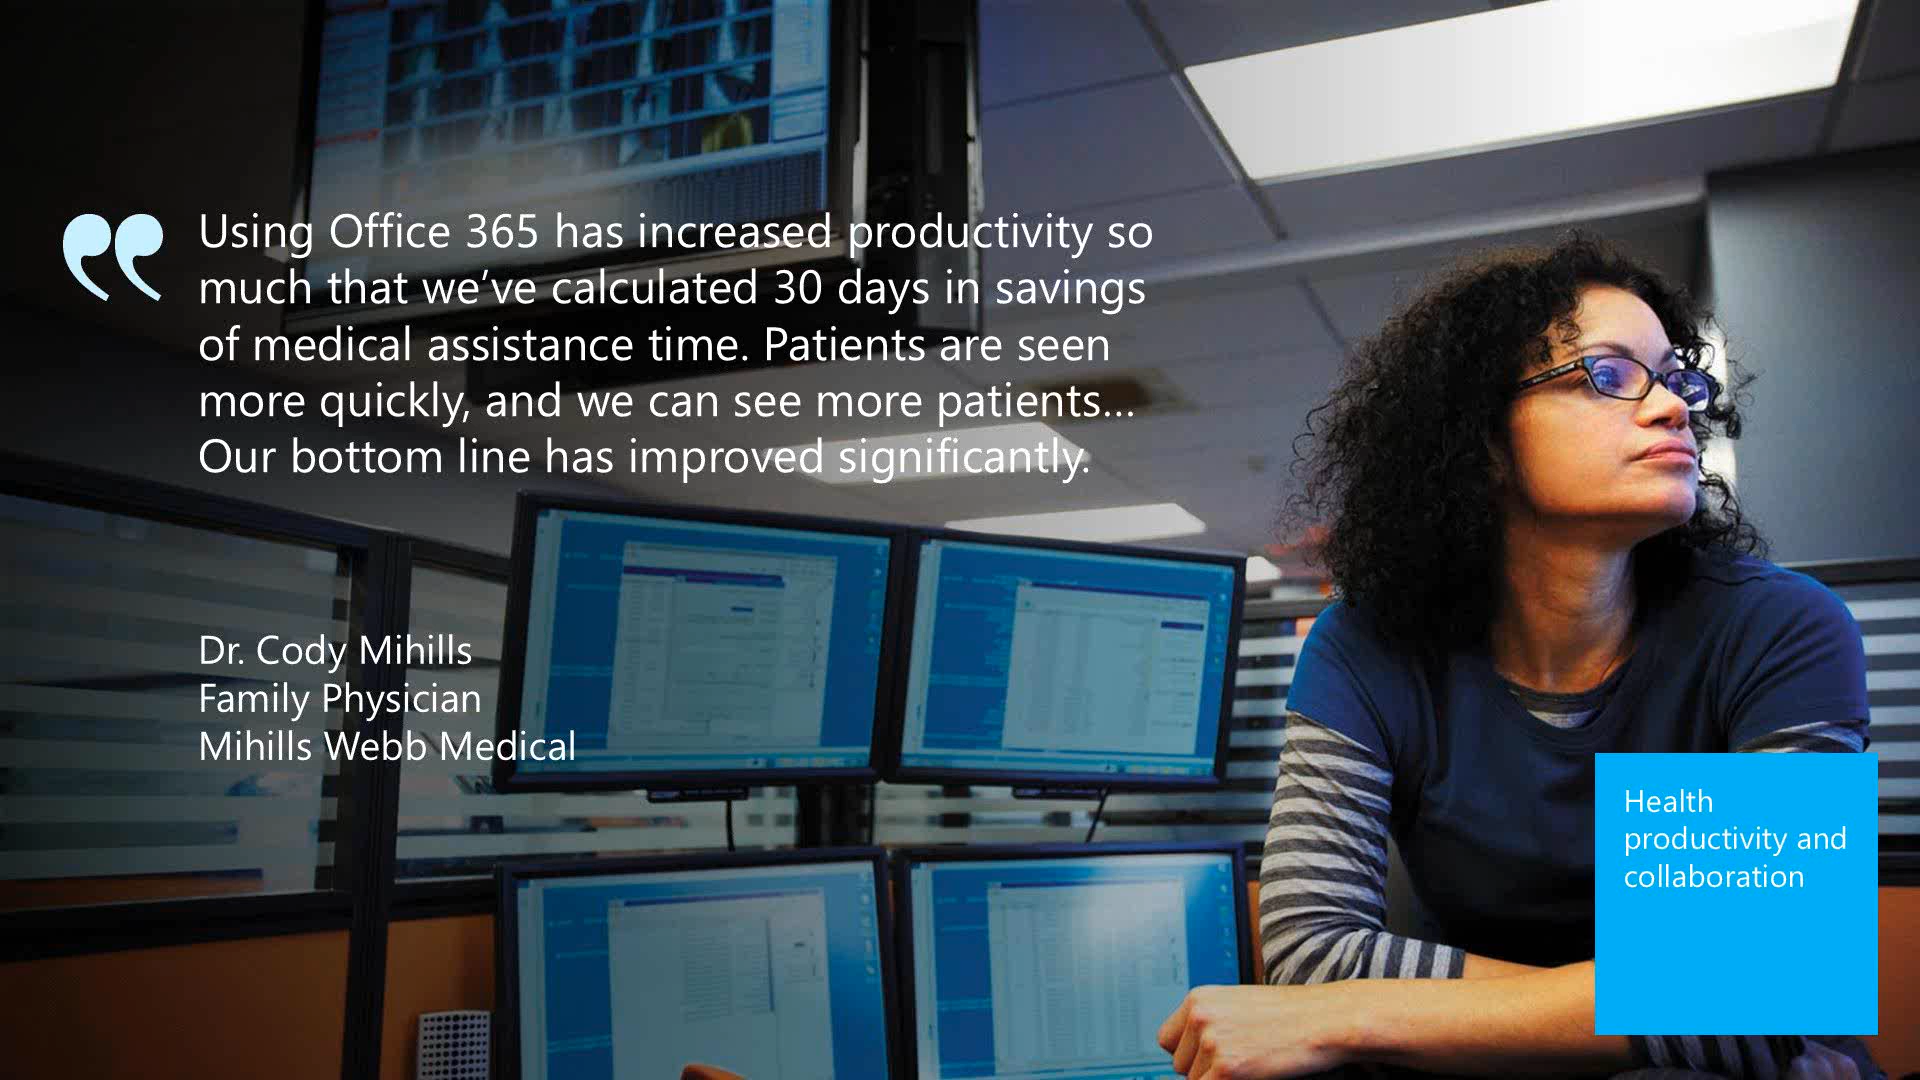 Using Office 365 has increased productivity so
much that we’ve calculated 30 days in savings
of medical assistance time. Patients are seen
more quickly, and we can see more patients…
Our bottom line has improved significantly.
Dr. Cody Mihills
Family Physician
Mihills Webb Medical
Health
productivity and
collaboration